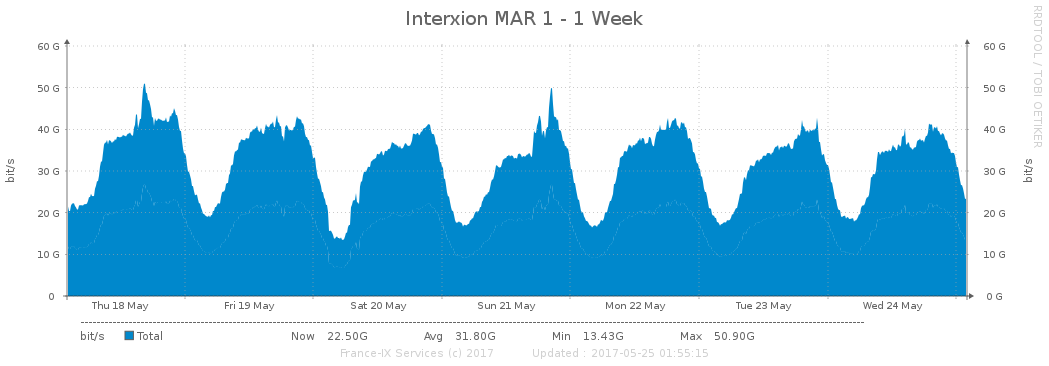 Interxion MAR 1 - 1 Week
RRDTOOL / TOBI OETIKER
60 G 60 G
50 G 50 G
40 G 40 G
30 G 30 G
20 G 20 G
10 G 10 G
0 0 G
bit/s bit/s
Thu 18 May Fri 19 May Sat 20 May Sun 21 May Mon 22 May Tue 23 May Wed 24 May
bit/s Total Now 22.50G Avg 31.80G Min 13.43G Max 50.90G
France-IX Services (c) 2017 Updated : 2017-05-25 01:55:15